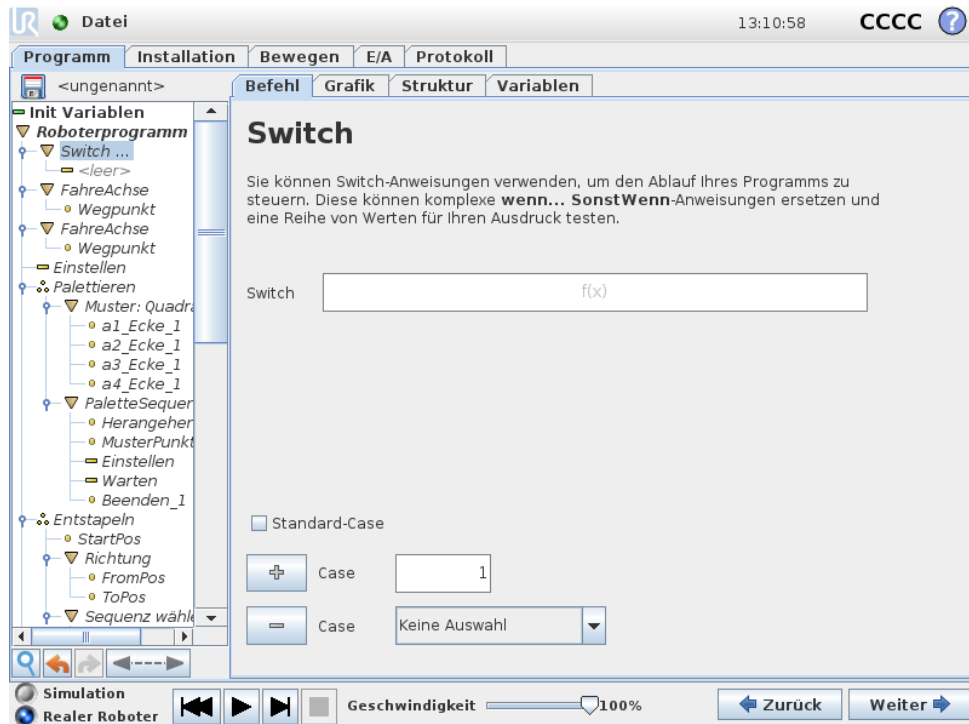 UR Datei 13:10:58 CCCC ?
Programm Installation Bewegen E/A Protokoll
<ungenannt>
Init Variablen
Roboterprogramm
Switch ...
<leer>
FahreAchse
Wegpunkt
FahreAchse
Wegpunkt
Einstellen
Palettieren
Muster: Quadra
a1_Ecke_1
a2_Ecke_1
a3_Ecke_1
a4_Ecke_1
PaletteSequen
Herangehen
MusterPunkt
Einstellen
Warten
Beenden_1
Entstapeln
StartPos
Richtung
FromPos
ToPos
Sequenz wähle
Befehl Grafik Struktur Variablen
Switch
Sie können Switch-Anweisungen verwenden, um den Ablauf Ihres Programms zu
steuern. Diese können komplexe wenn... SonstWenn-Anweisungen ersetzen und
eine Reihe von Werten für Ihren Ausdruck testen.
Switch f(x)
Standard-Case
Case 1
Case Keine Auswahl
Simulation
Realer Roboter
Geschwindigkeit 100%
Zurück Weiter